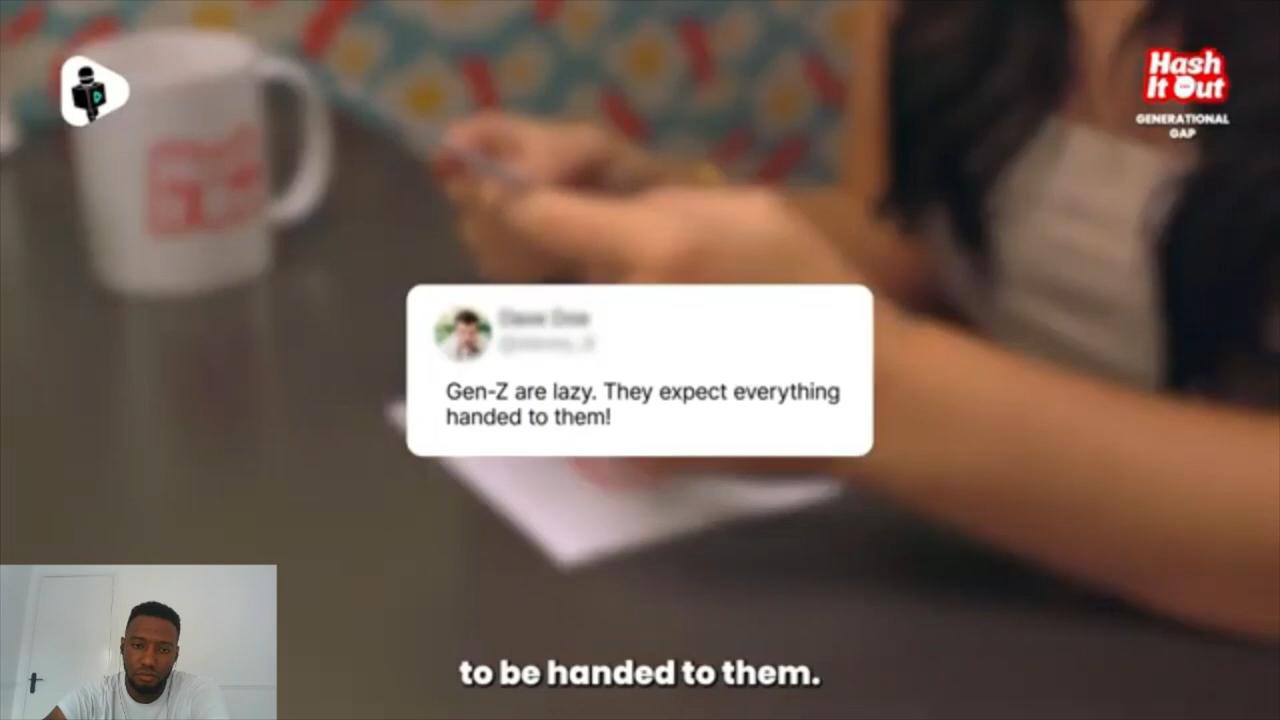 Hash
It Out
GENERATIONAL
GAP
Gen-Z are lazy. They expect everything
handed to them!
to be handed to them.